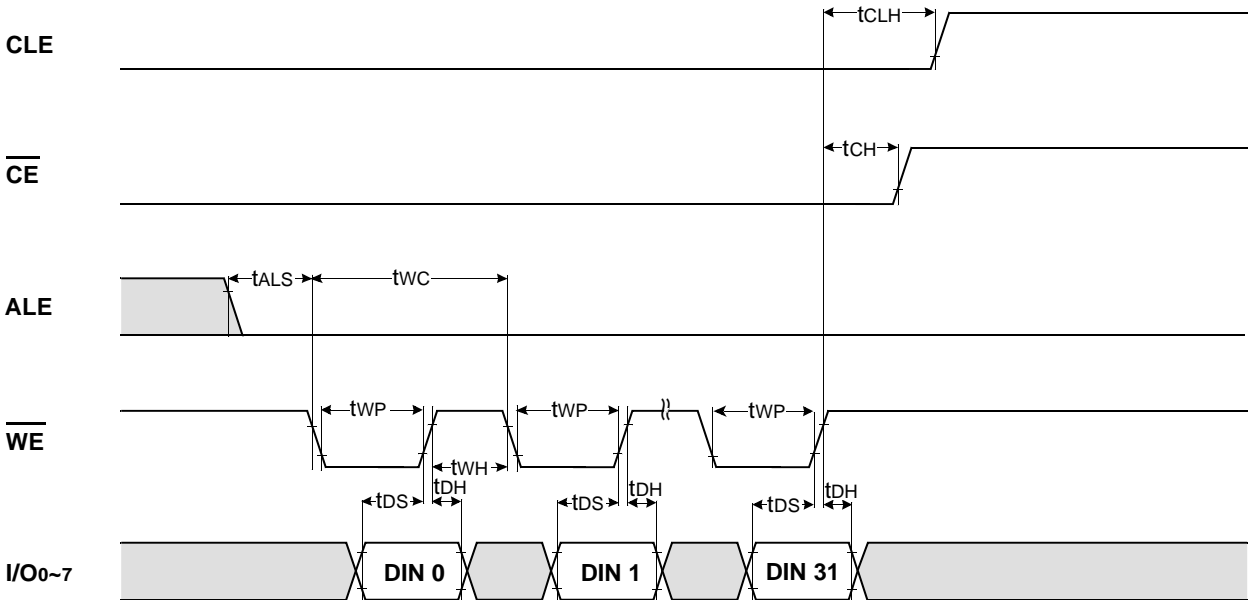 tCLH
CLE
tCH
CE
tALS
tWC
ALE
tWP
tWP
tWP
WE
tWH
tDS
tDH
tDS
tDH
tDS
tDH
I/O0~7
DIN 0
DIN 1
DIN 31